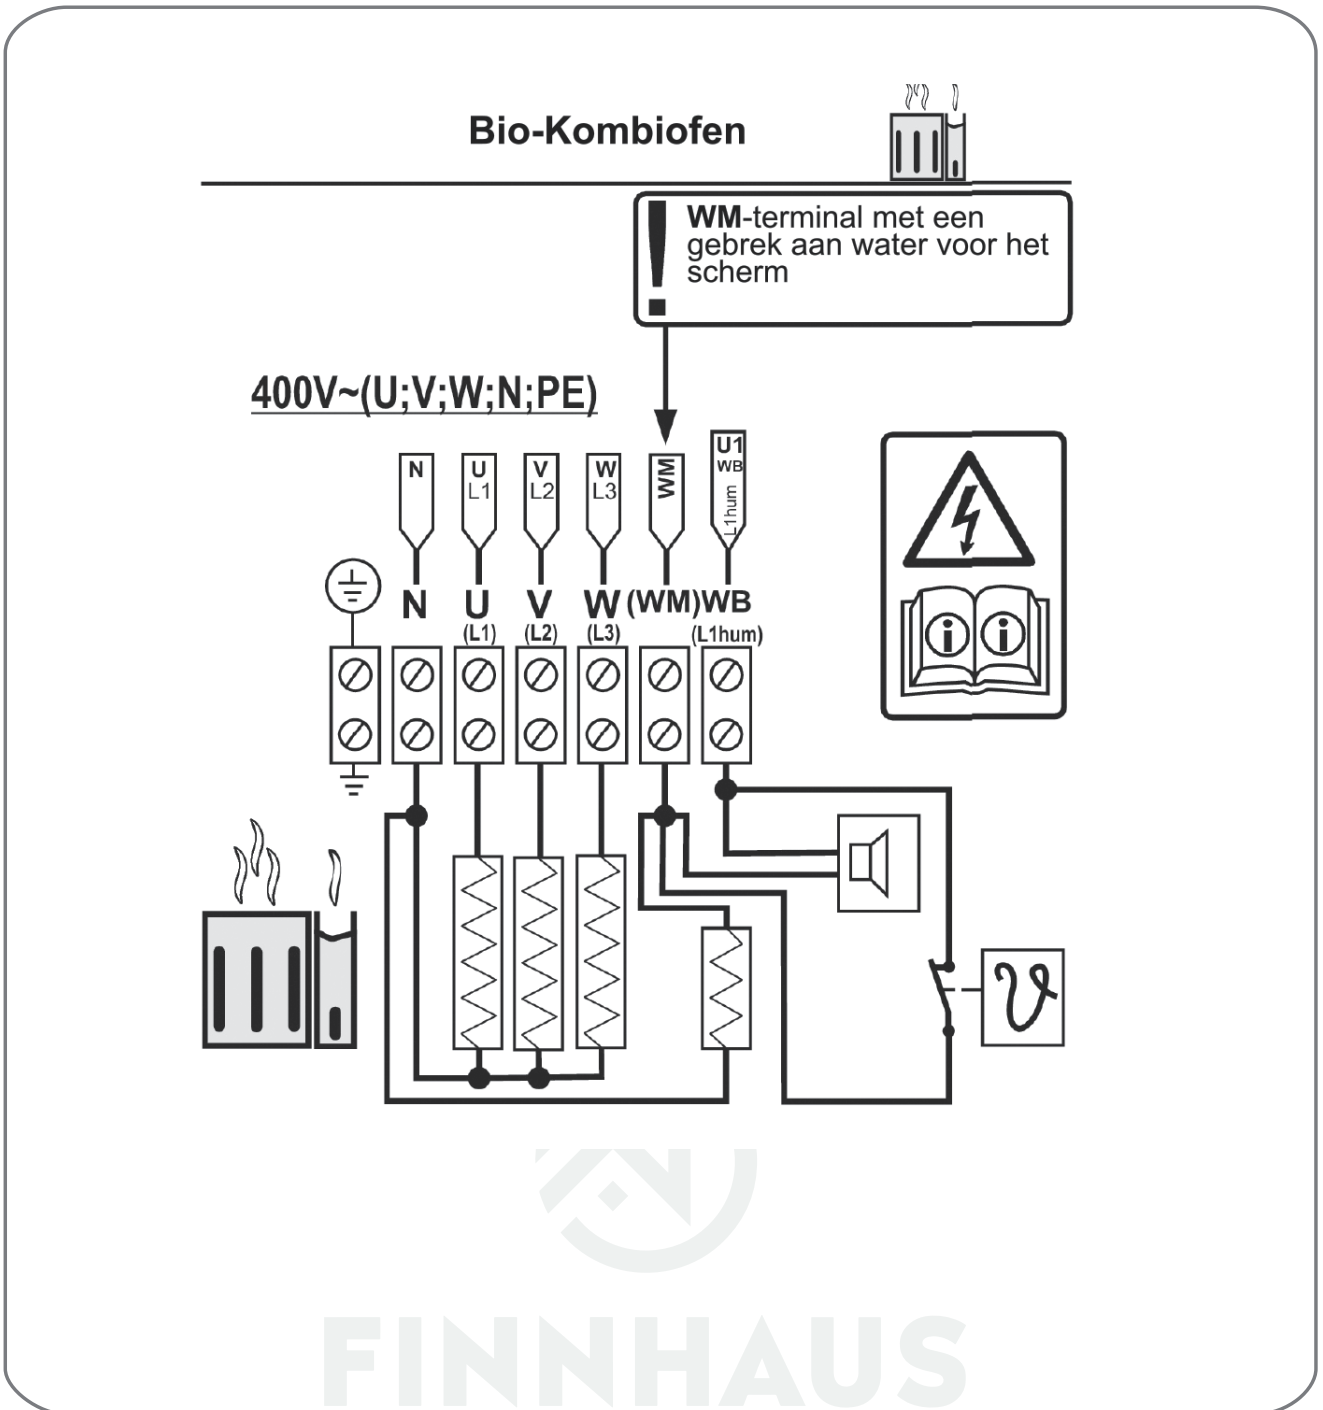 Bio-Kombiofen
WM-terminal met een
gebrek aan water voor het
scherm
400V~(U;V;W;N;PE)
N
U
L1
V
L2
W
L3
WM
U1
WB
L1hum
N U V W (WM) WB
(L1) (L2) (L3) (L1hum)
FINNHAUS